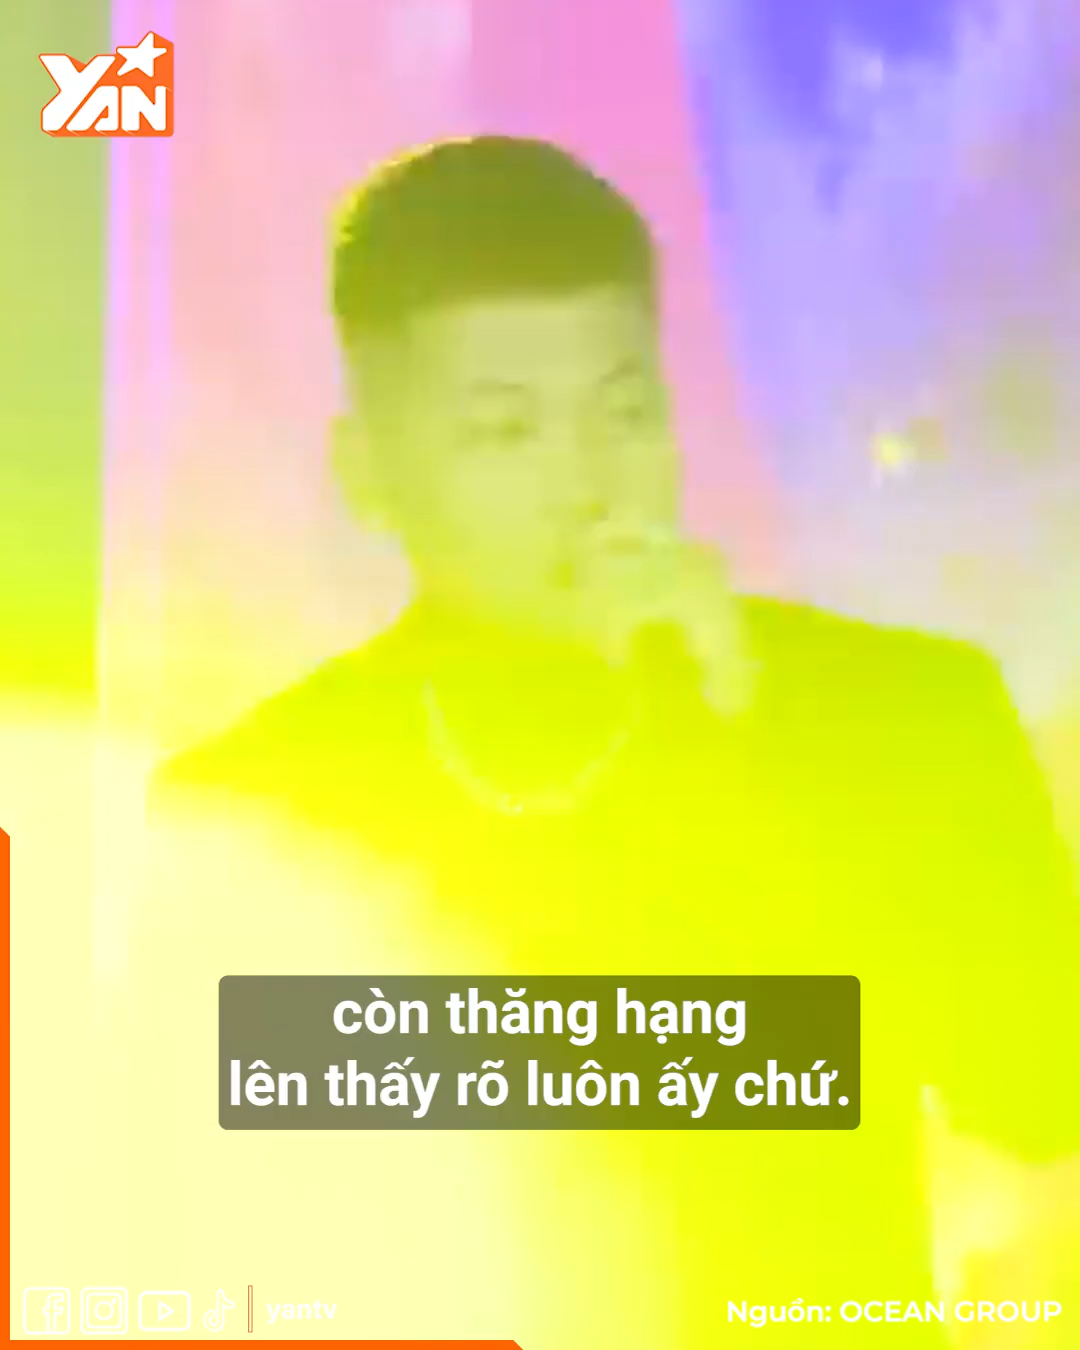 YAN
còn thăng hạng
lên thấy rõ luôn ấy chứ.
yantv
Nguồn: OCEAN GROUP